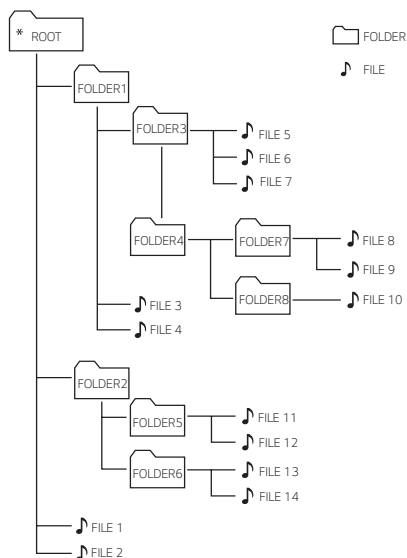 * ROOT
FOLDER
FILE
FOLDER1
FOLDER3
FILE 5
FILE 6
FILE 7
FOLDER4
FOLDER7
FILE 8
FILE 9
FOLDER8
FILE 10
FILE 3
FILE 4
FOLDER2
FOLDER5
FILE 11
FILE 12
FOLDER6
FILE 13
FILE 14
FILE 1
FILE 2